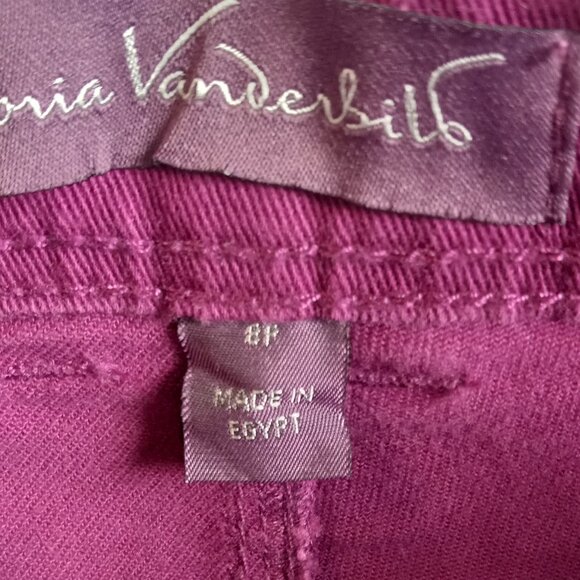 oria Vanderbilt
8P
MADE IN
EGYPT